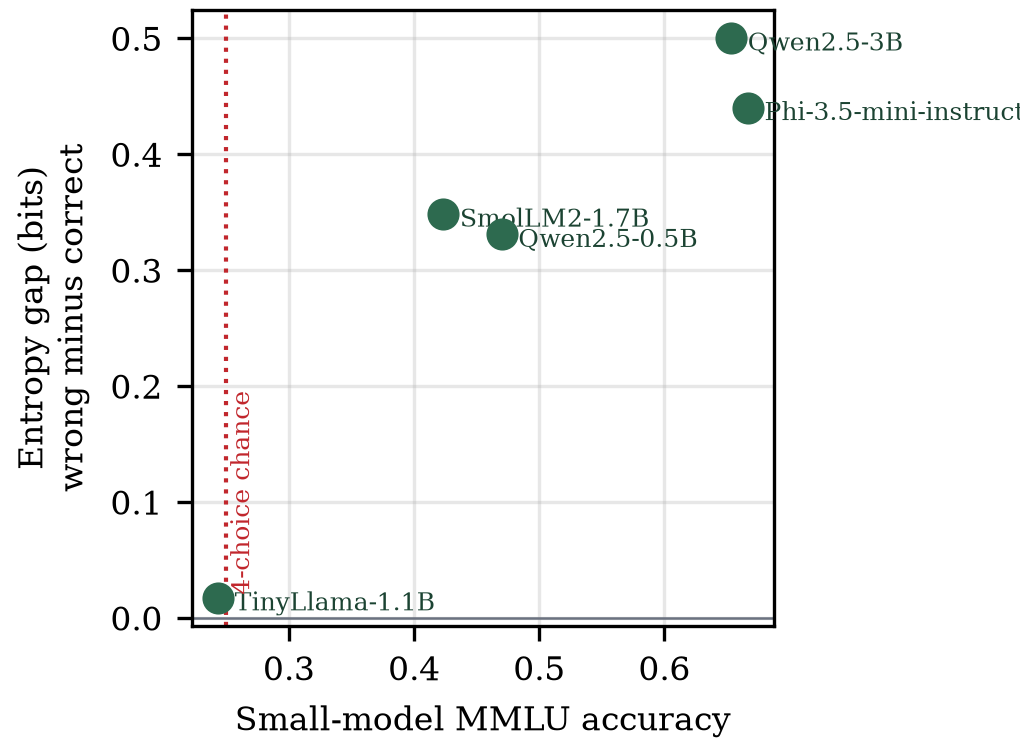 Entropy gap (bits)
wrong minus correct
0.5
0.4
0.3
0.2
0.1
0.0
Qwen2.5-3B
Phi-3.5-mini-instruct
SmolLM2-1.7B
Qwen2.5-0.5B
4-choice chance
TinyLlama-1.1B
0.3
0.4
0.5
0.6
Small-model MMLU accuracy